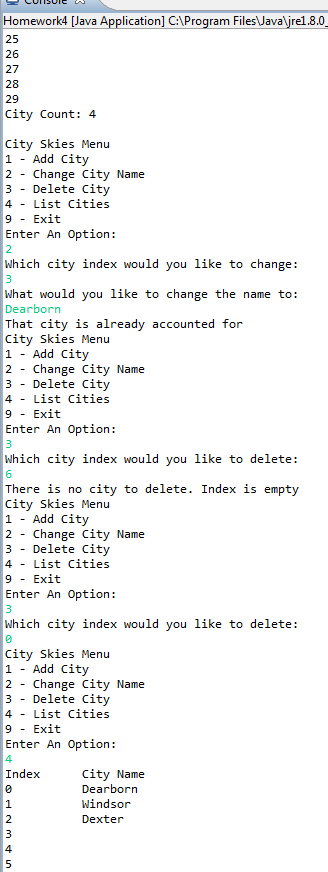 Console
Homework4 [Java Application] C:\Program Files\Java\jre1.8.0_
25
26
27
28
29
City Count: 4
City Skies Menu
1 - Add City
2 - Change City Name
3 - Delete City
4 - List Cities
9 - Exit
Enter An Option:
2
Which city index would you like to change:
3
What would you like to change the name to:
Dearborn
That city is already accounted for
City Skies Menu
1 - Add City
2 - Change City Name
3 - Delete City
4 - List Cities
9 - Exit
Enter An Option:
3
Which city index would you like to delete:
6
There is no city to delete. Index is empty
City Skies Menu
1 - Add City
2 - Change City Name
3 - Delete City
4 - List Cities
9 - Exit
Enter An Option:
3
Which city index would you like to delete:
0
City Skies Menu
1 - Add City
2 - Change City Name
3 - Delete City
4 - List Cities
9 - Exit
Enter An Option:
4
Index City Name
0 Dearborn
1 Windsor
2 Dexter
3
4
5